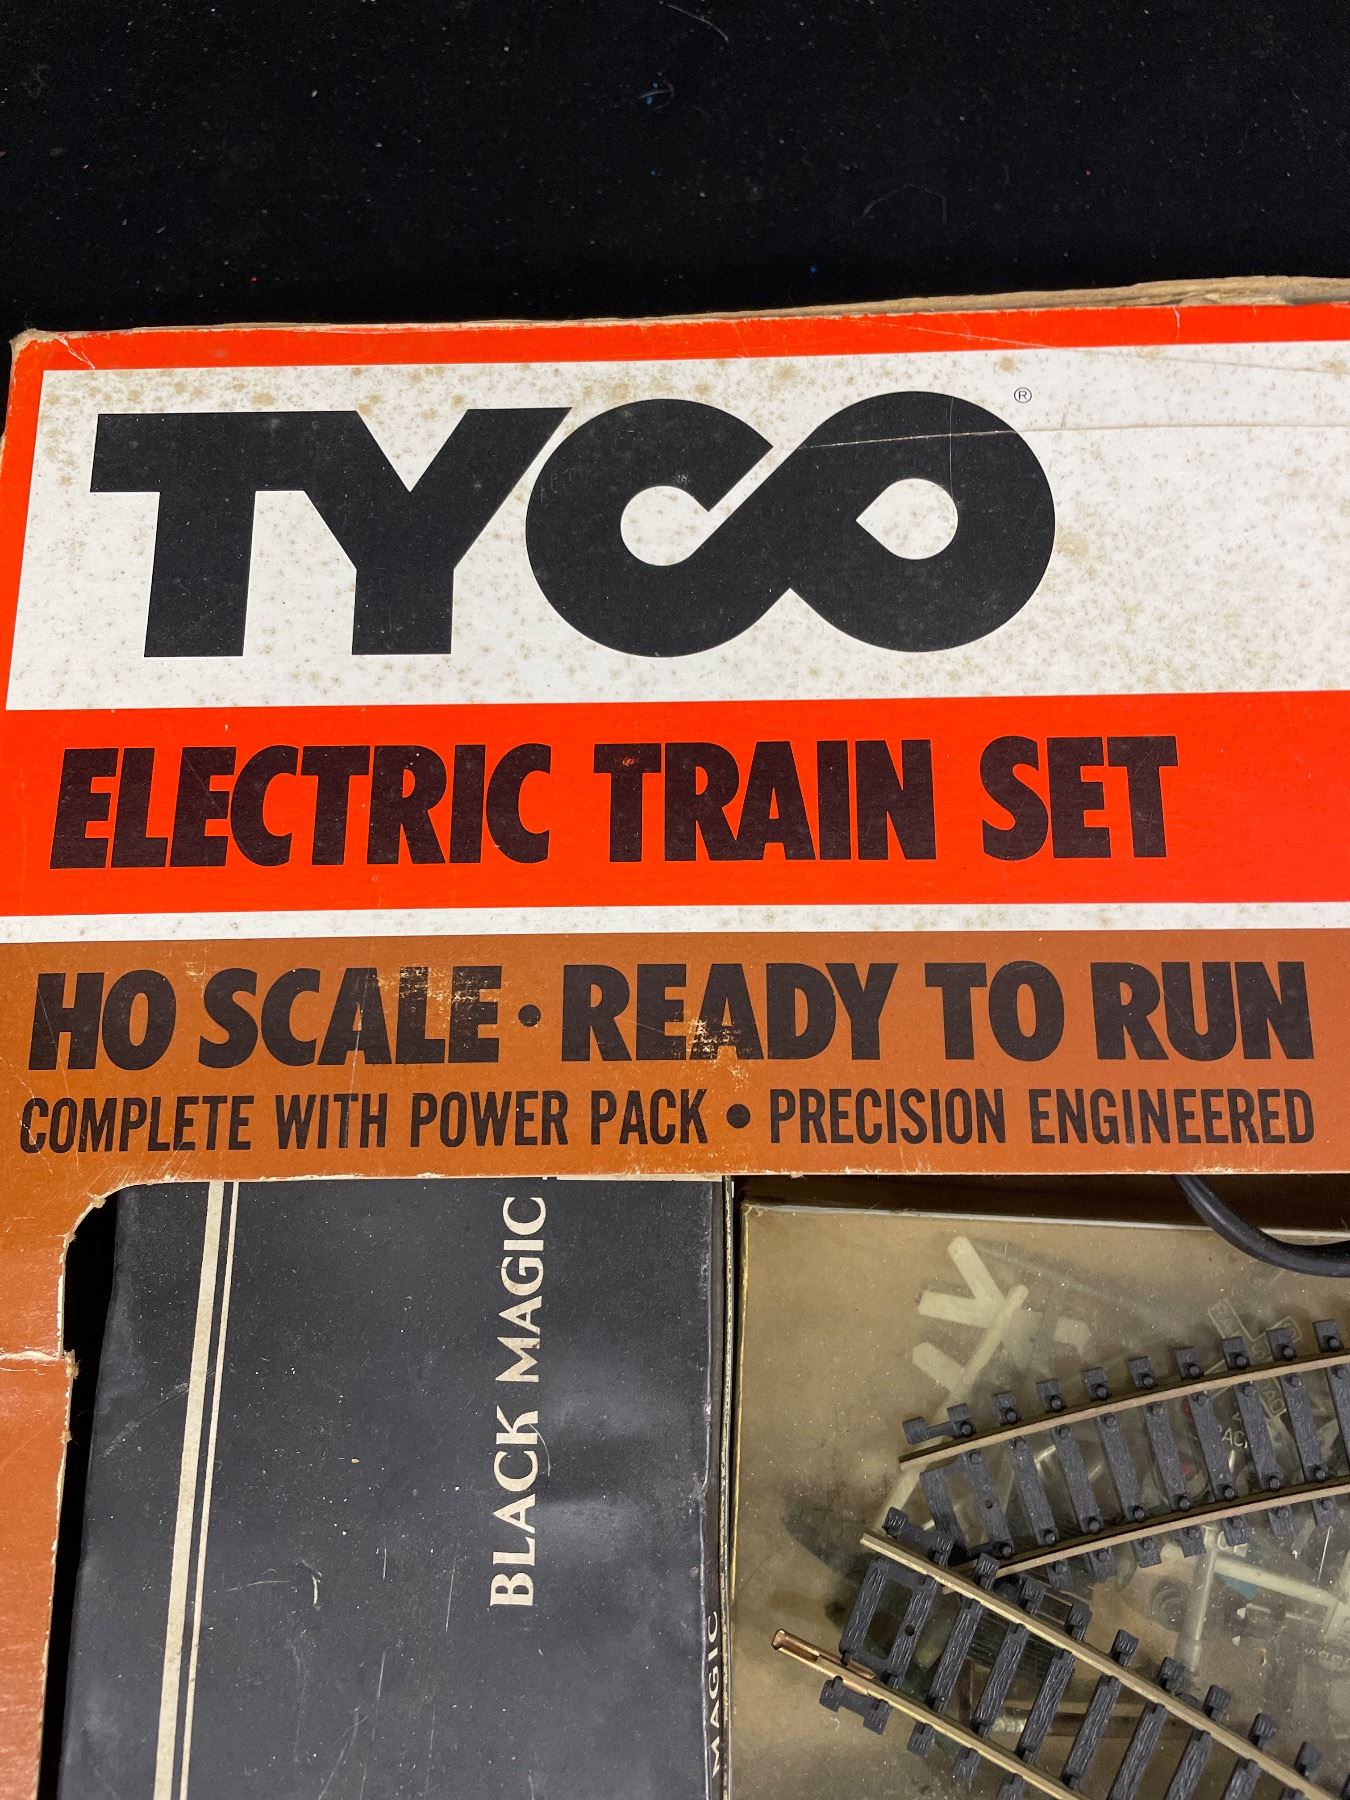 TYCO ®
ELECTRIC TRAIN SET
HO SCALE • READY TO RUN
COMPLETE WITH POWER PACK • PRECISION ENGINEERED
BLACK MAGIC
MAGIC